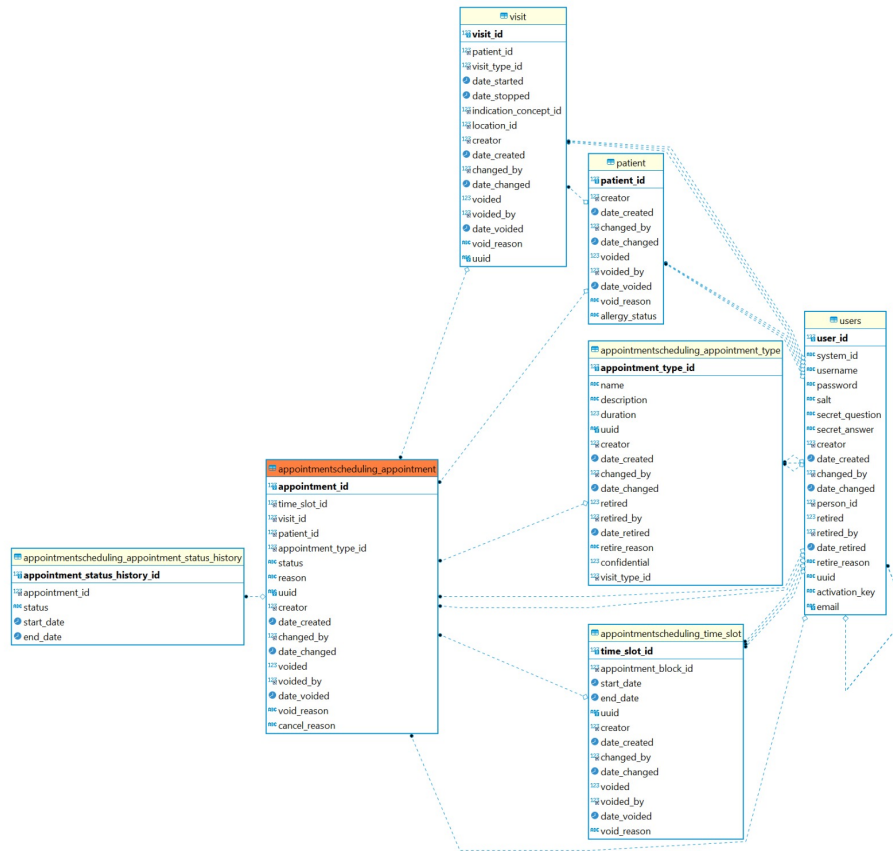 visit
visit_id
patient_id
visit_type_id
date_started
date_stopped
indication_concept_id
location_id
creator
date_created
changed_by
date_changed
voided
voided_by
date_voided
void_reason
uuid
patient
patient_id
creator
date_created
changed_by
date_changed
voided
voided_by
date_voided
void_reason
allergy_status
users
user_id
system_id
username
password
salt
secret_question
secret_answer
creator
date_created
changed_by
date_changed
person_id
retired
retired_by
date_retired
retire_reason
uuid
activation_key
email
appointmentscheduling_appointment_type
appointment_type_id
name
description
duration
uuid
creator
date_created
changed_by
date_changed
retired
retired_by
date_retired
retire_reason
confidential
visit_type_id
appointmentscheduling_appointment
appointment_id
time_slot_id
visit_id
patient_id
appointment_type_id
status
reason
uuid
creator
date_created
changed_by
date_changed
voided
voided_by
date_voided
void_reason
cancel_reason
appointmentscheduling_appointment_status_history
appointment_status_history_id
appointment_id
status
start_date
end_date
appointmentscheduling_time_slot
time_slot_id
appointment_block_id
start_date
end_date
uuid
creator
date_created
changed_by
date_changed
voided
voided_by
date_voided
void_reason